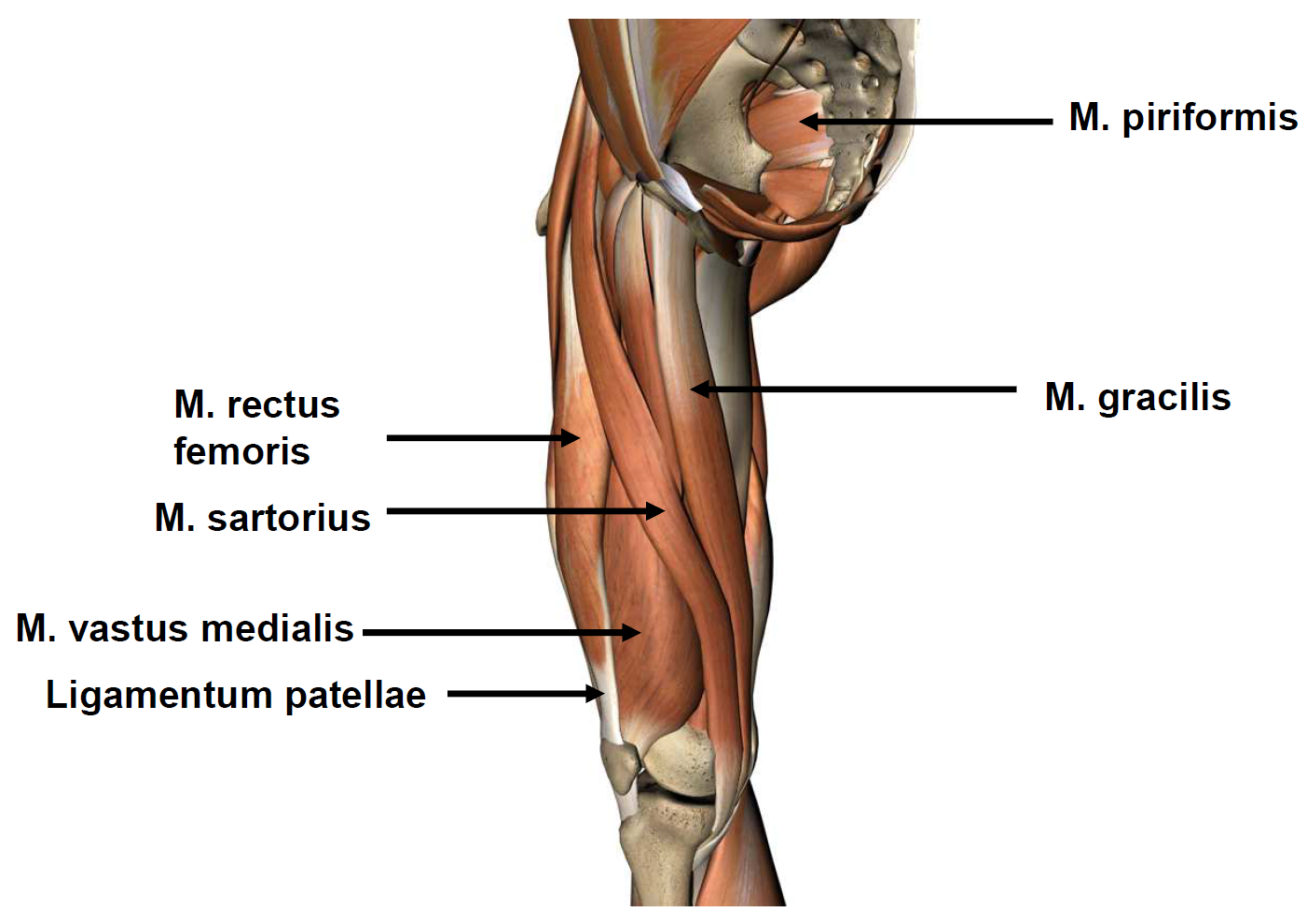 M. piriformis
M. gracilis
M. rectus
femoris
M. sartorius
M. vastus medialis
Ligamentum patellae